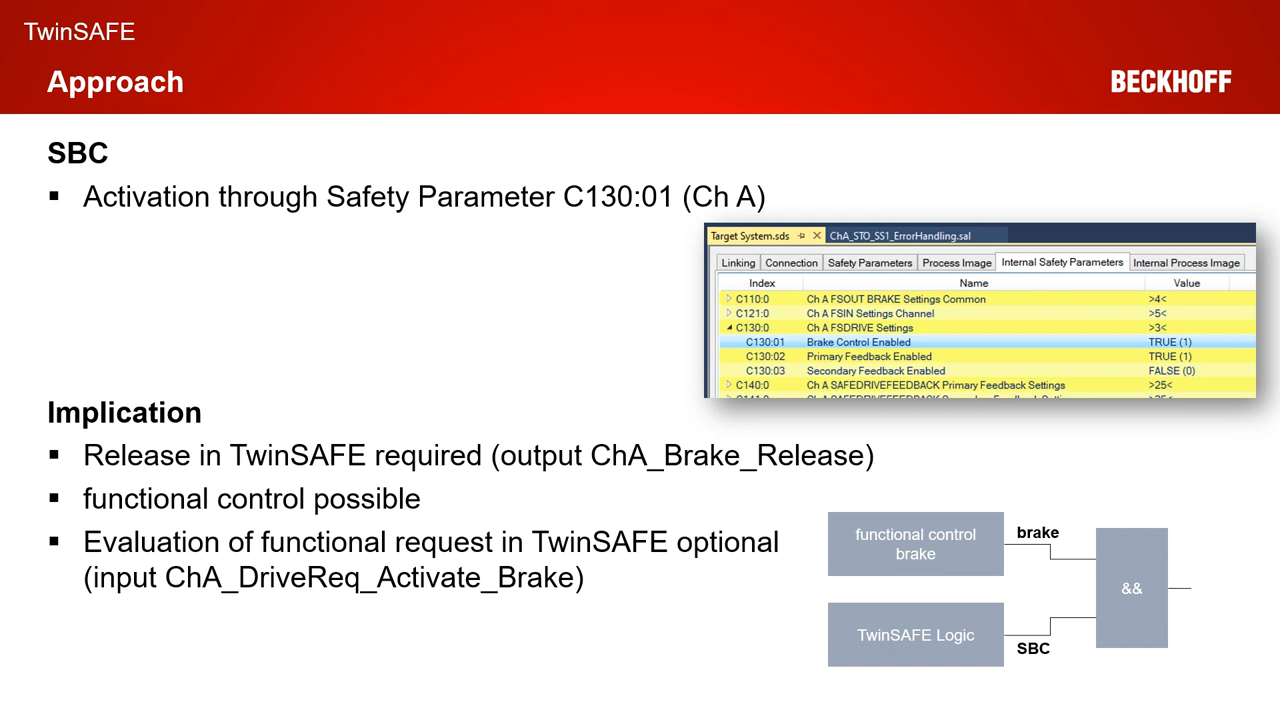 TwinSAFE
Approach
BECKHOFF
SBC
▪ Activation through Safety Parameter C130:01 (Ch A)
Target System.sds ChA_STO_SS1_ErrorHandling.sal
Linking Connection Safety Parameters Process Image Internal Safety Parameters Internal Process Image
Index Name Value
C110:0 Ch A FSOUT BRAKE Settings Common >4<
C121:0 Ch A FSIN Settings Channel >5<
C130:0 Ch A FSDRIVE Settings >3<
C130:01 Brake Control Enabled TRUE (1)
C130:02 Primary Feedback Enabled TRUE (1)
C130:03 Secondary Feedback Enabled FALSE (0)
C140:0 Ch A SAFEDRIVEFEEDBACK Primary Feedback Settings >25<
Implication
▪ Release in TwinSAFE required (output ChA_Brake_Release)
▪ functional control possible
▪ Evaluation of functional request in TwinSAFE optional
(input ChA_DriveReq_Activate_Brake)
functional control
brake
brake
&&
TwinSAFE Logic
SBC